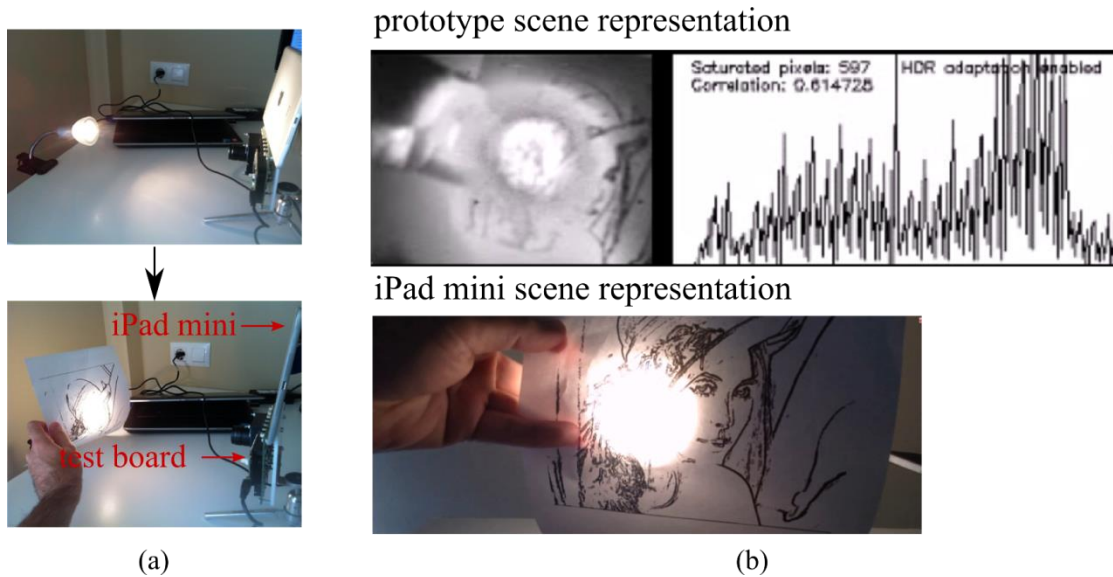 prototype scene representation
Saturated pixels: 597 HDR adaptation enabled
Correlation: 0.614725
iPad mini scene representation
iPad mini
test board
(a)
(b)